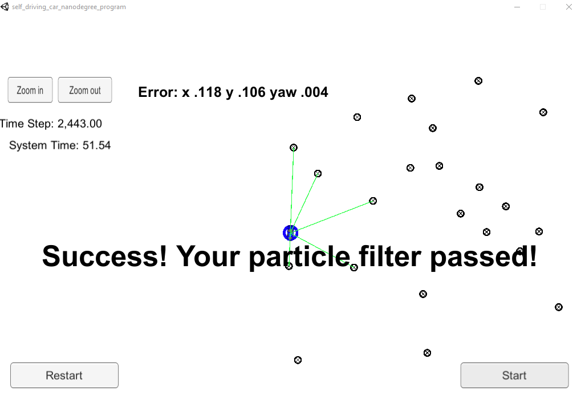 self_driving_car_nanodegree_program
Zoom in
Zoom out
Error: x .118 y .106 yaw .004
Time Step: 2,443.00
System Time: 51.54
Success! Your particle filter passed!
Restart
Start